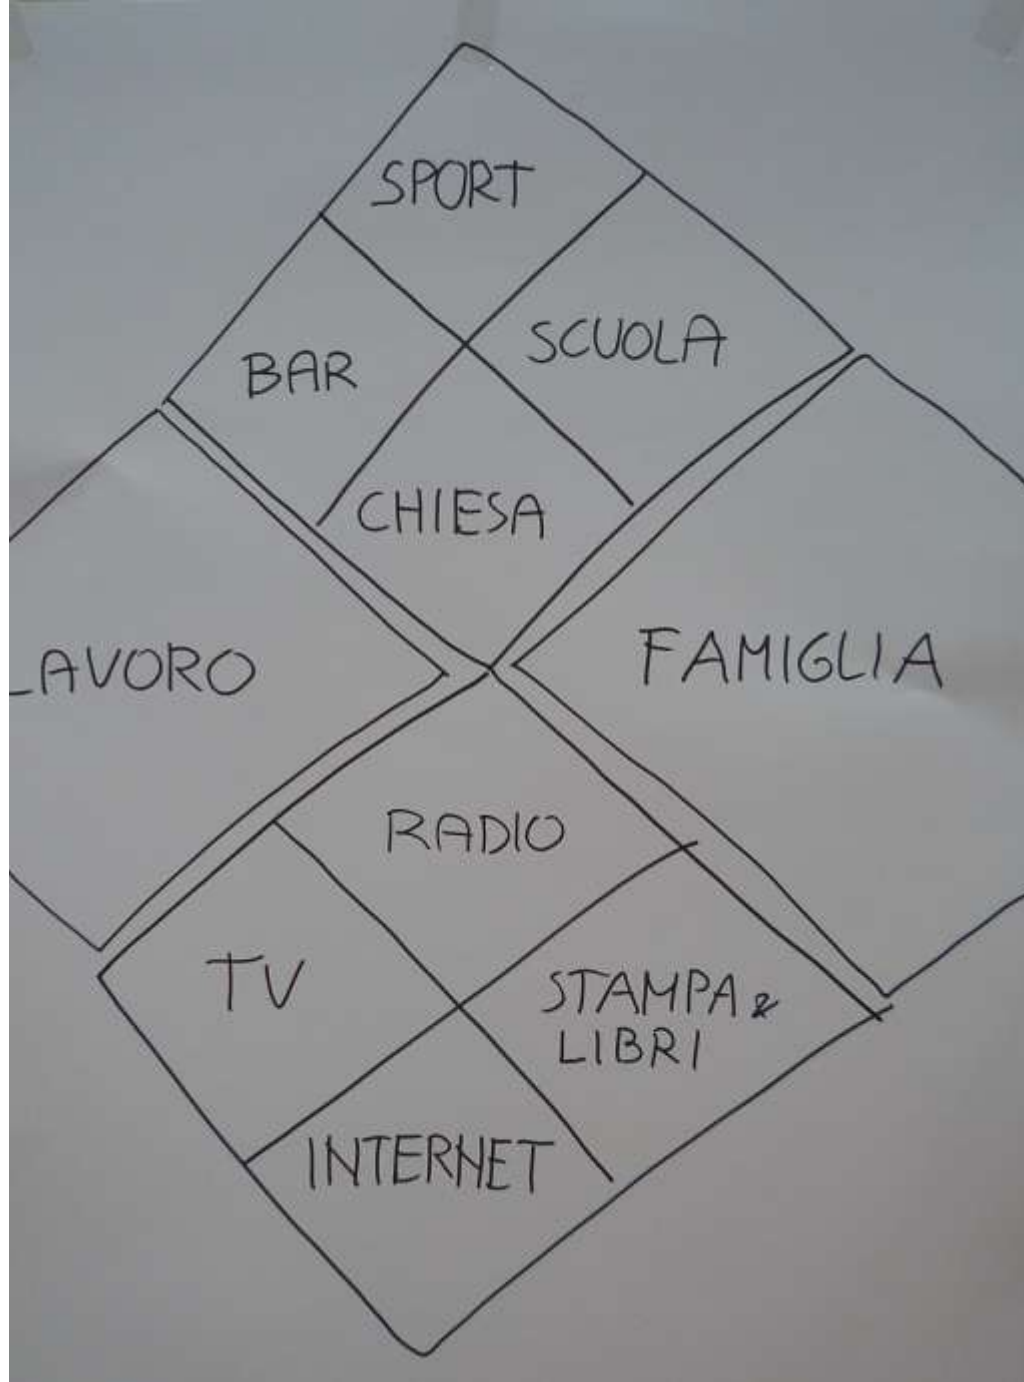 SPORT
SCUOLA
BAR
CHIESA
LAVORO
FAMIGLIA
RADIO
TV
STAMPA &
LIBRI
INTERNET